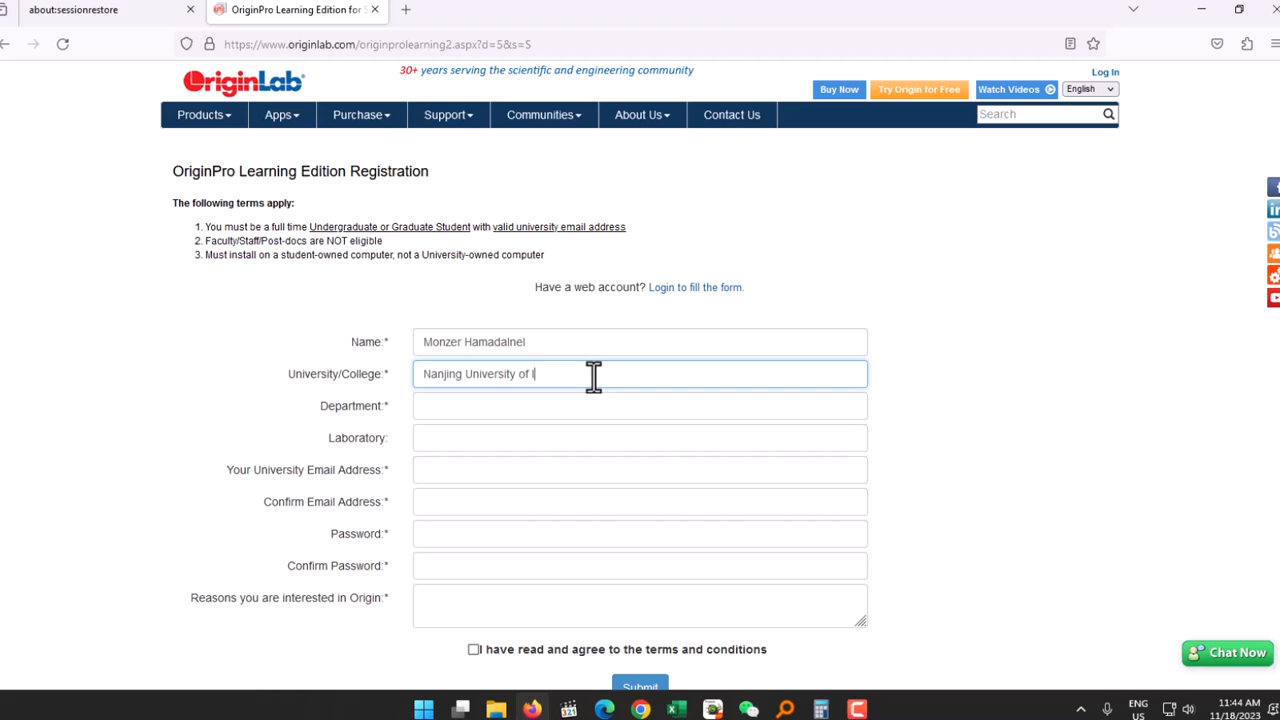 about:sessionrestore
OriginPro Learning Edition for S
https://www.originlab.com/originprolearning2.aspx?d=5&s=S
OriginLab
30+ years serving the scientific and engineering community
Log In
Buy Now
Try Origin for Free
Watch Videos
English
Products
Apps
Purchase
Support
Communities
About Us
Contact Us
Search
OriginPro Learning Edition Registration
The following terms apply:
1. You must be a full time Undergraduate or Graduate Student with valid university email address
2. Faculty/Staff/Post-docs are NOT eligible
3. Must install on a student-owned computer, not a University-owned computer
Have a web account? Login to fill the form.
Name:* Monzer Hamadalnel
University/College:* Nanjing University of I
Department:*
Laboratory:
Your University Email Address:*
Confirm Email Address:*
Password:*
Confirm Password:*
Reasons you are interested in Origin:*
I have read and agree to the terms and conditions
Chat Now
Submit
ENG
US
11:44 AM
11/18/2023